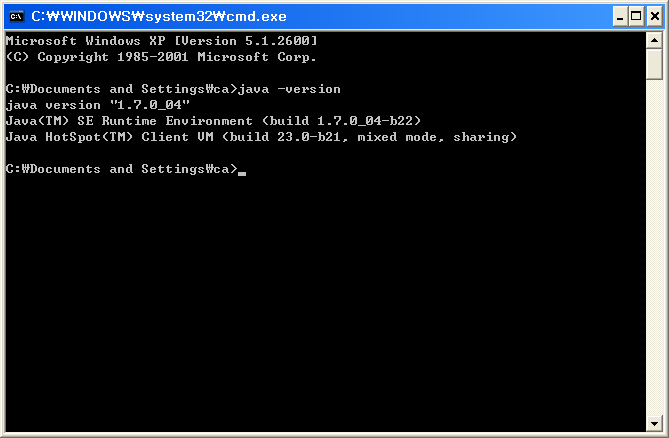 C:₩WINDOWS₩system32₩cmd.exe
Microsoft Windows XP [Version 5.1.2600]
(C) Copyright 1985-2001 Microsoft Corp.
C:₩Documents and Settings₩ca>java -version
java version "1.7.0_04"
Java(TM) SE Runtime Environment (build 1.7.0_04-b22)
Java HotSpot(TM) Client VM (build 23.0-b21, mixed mode, sharing)
C:₩Documents and Settings₩ca>